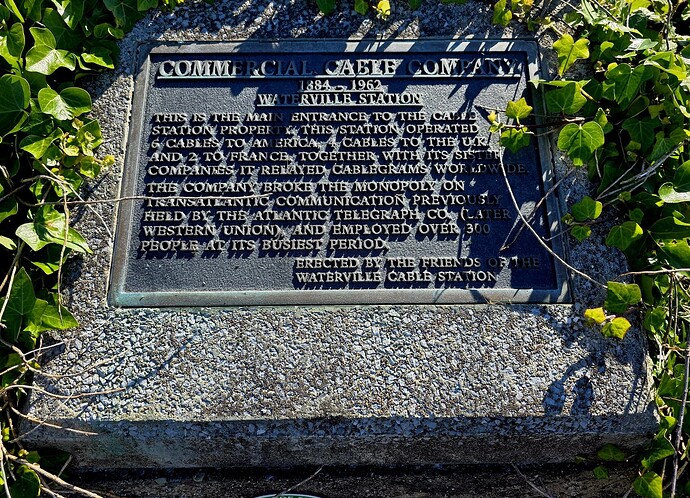 COMMERCIAL CABLE COMPANY
1884 - 1962
WATERVILLE STATION
THIS IS THE MAIN ENTRANCE TO THE CABLE
STATION PROPERTY. THIS STATION OPERATED
6 CABLES TO AMERICA, 4 CABLES TO THE U.K.
AND 2 TO FRANCE. TOGETHER WITH ITS SISTER
COMPANIES IT RELAYED CABLEGRAMS WORLDWIDE.
THE COMPANY BROKE THE MONOPOLY ON
TRANSATLANTIC COMMUNICATION PREVIOUSLY
HELD BY THE ATLANTIC TELEGRAPH CO. (LATER
WESTERN UNION), AND EMPLOYED OVER 300
PEOPLE AT ITS BUSIEST PERIOD.
ERECTED BY THE FRIENDS OF THE
WATERVILLE CABLE STATION